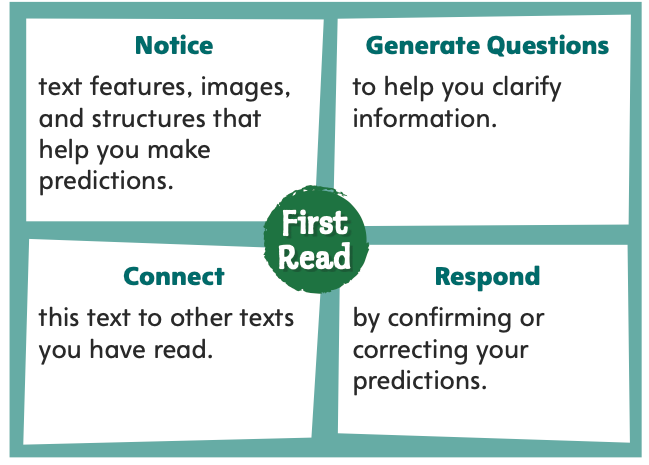 Notice
text features, images,
and structures that
help you make
predictions.
Generate Questions
to help you clarify
information.
First
Read
Connect
this text to other texts
you have read.
Respond
by confirming or
correcting your
predictions.